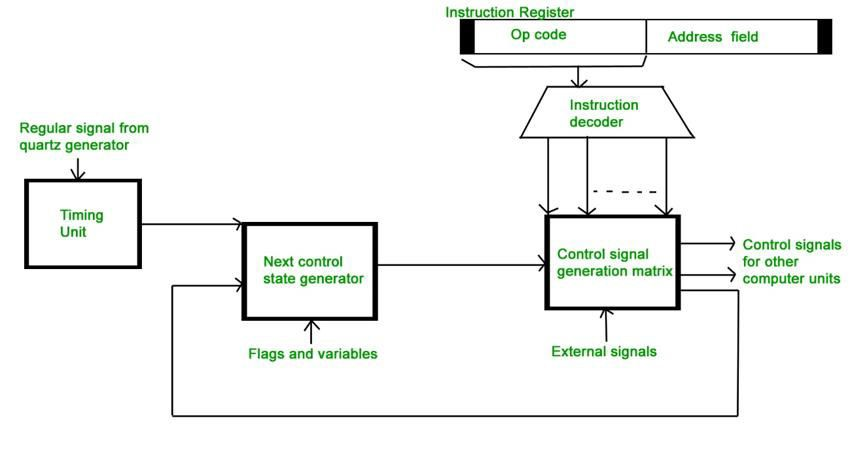 Instruction Register
Op code
Address field
Instruction
decoder
Regular signal from
quartz generator
Timing
Unit
Next control
state generator
Control signal
generation matrix
Control signals
for other
computer units
Flags and variables
External signals